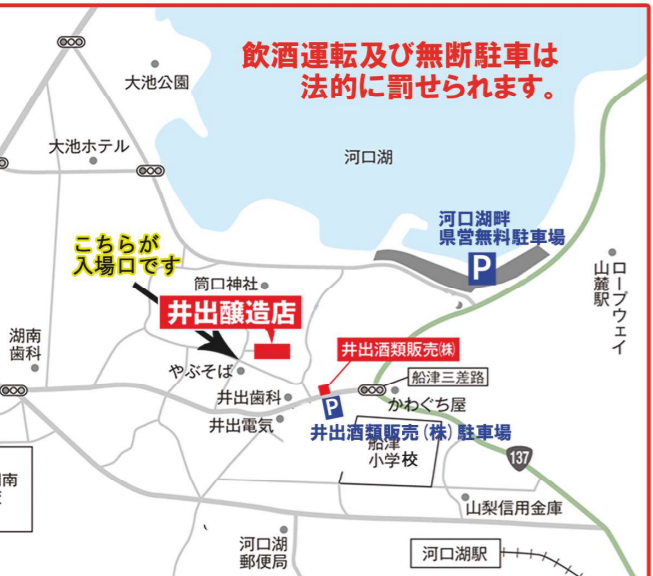 飲酒運転及び無断駐車は
法的に罰せられます。
大池公園
大池ホテル
河口湖
河口湖畔
県営無料駐車場
P
こちらが
入場口です
筒口神社
井出醸造店
ロープウェイ
山麓駅
湖南
歯科
やぶそば
井出酒類販売㈱
船津三差路
井出歯科
P
かわぐち屋
井出電気
井出酒類販売(株)駐車場
船津
小学校
137
南
山梨信用金庫
河口湖
郵便局
河口湖駅